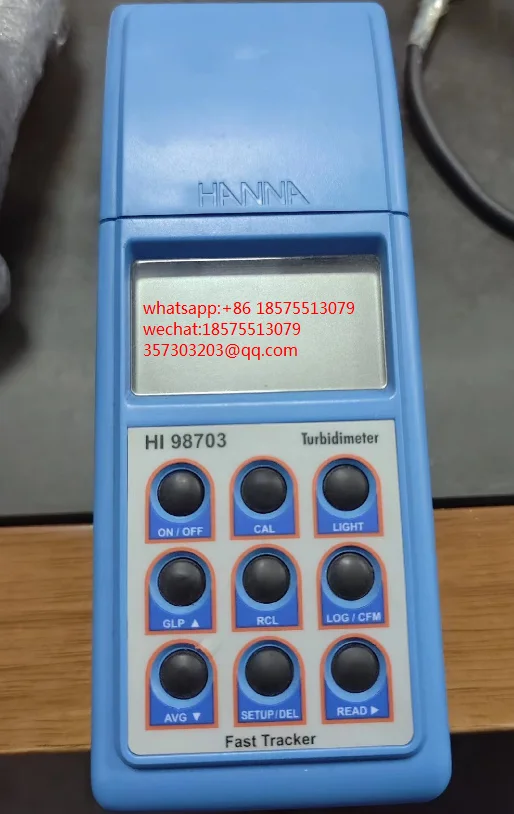 HANNA
whatsapp:+86 18575513079
wechat:18575513079
357303203@qq.com
HI 98703 Turbidimeter
ON / OFF CAL LIGHT
GLP ▲ RCL LOG / CFM
AVG ▼ SETUP/DEL READ ▶
Fast Tracker